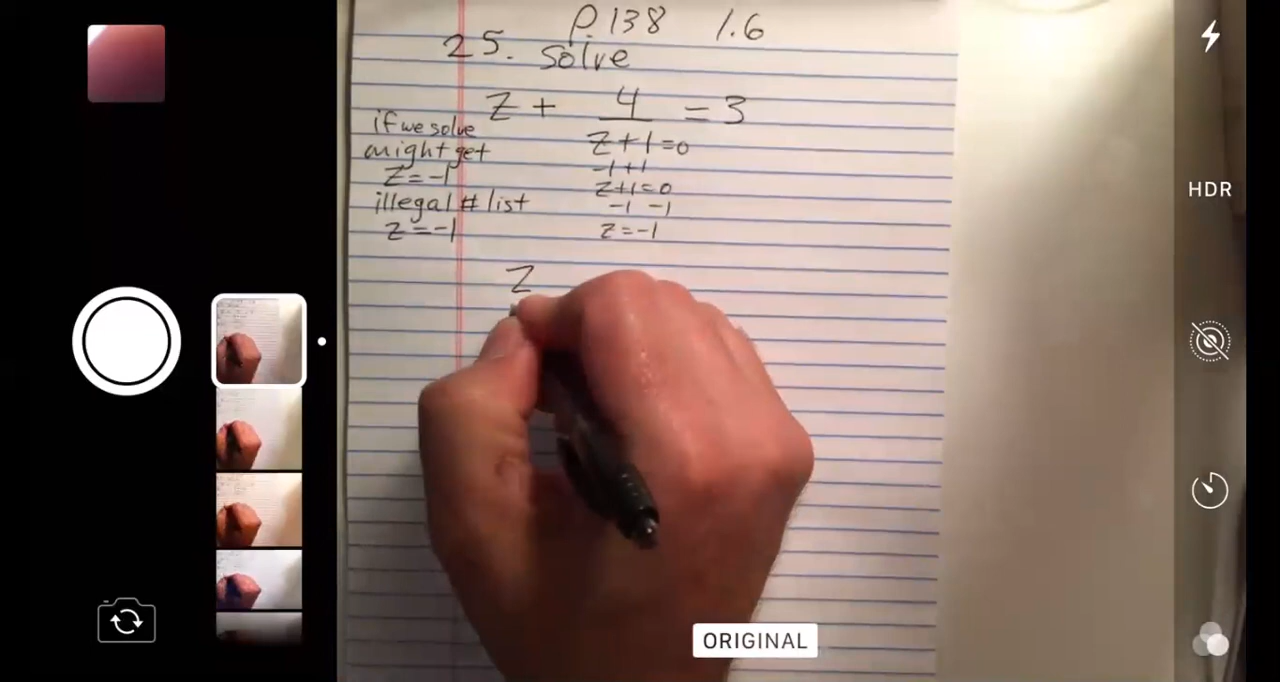 P.138 1.6
25. Solve
z + 4/z+1 = 3
z+1=0
-1+1
z+1=0
-1 -1
z=-1
if we solve
might get
z=-1
illegal # list
z=-1
z
HDR
ORIGINAL